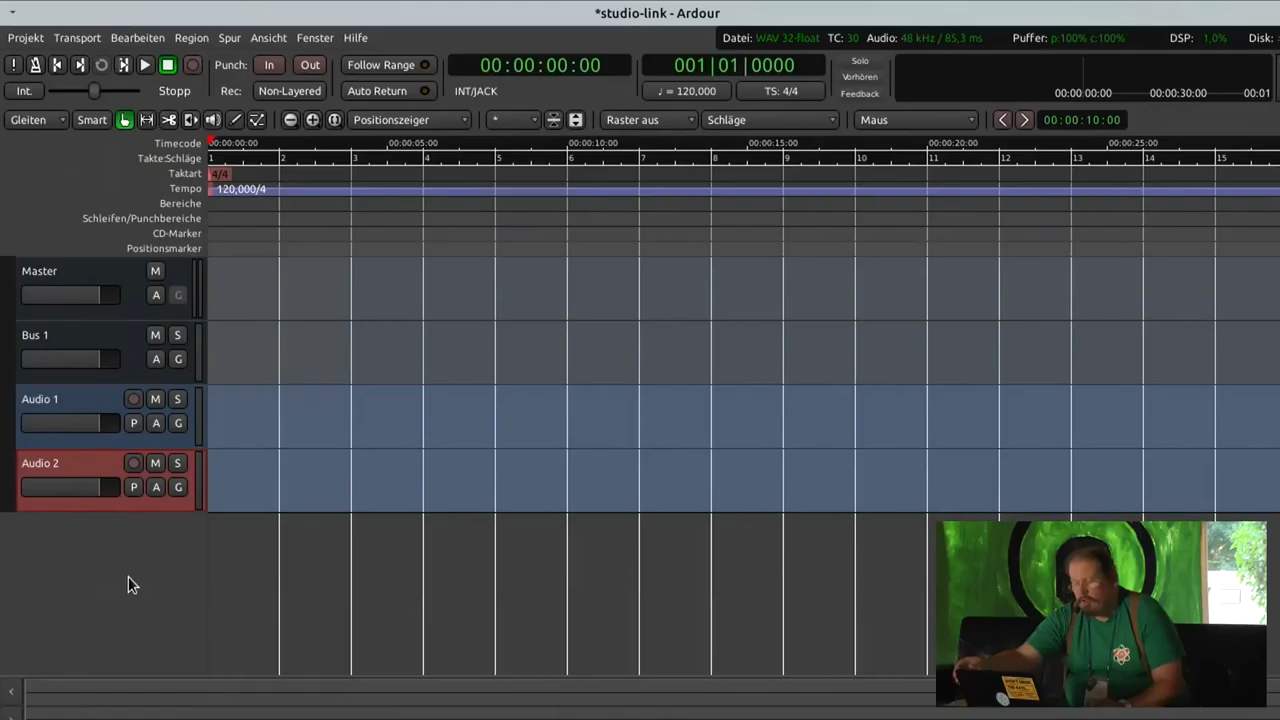 *studio-link - Ardour
Projekt Transport Bearbeiten Region Spur Ansicht Fenster Hilfe Datei: WAV 32-float TC: 30 Audio: 48 kHz / 85,3 ms Puffer: p:100% c:100% DSP: 1,0% Disk:
Punch: In Out Follow Range 00:00:00:00 001|01|0000 Solo
Vorhören
Int. Stopp Rec: Non-Layered Auto Return INT/JACK ♩ = 120,000 TS: 4/4 Feedback 00:00:00:00 00:00:30:00 00:01
Gleiten Smart Positionszeiger * Raster aus Schläge Maus 00:00:10:00
Timecode 00:00:00:00 00:00:05:00 00:00:10:00 00:00:15:00 00:00:20:00 00:00:25:00
Takte:Schläge 1 2 3 4 5 6 7 8 9 10 11 12 13 14 15
Taktart 4/4
Tempo 120,000/4
Bereiche
Schleifen/Punchbereiche
CD-Marker
Positionsmarker
Master M
A G
Bus 1 M S
A G
Audio 1 M S
P A G
Audio 2 M S
P A G